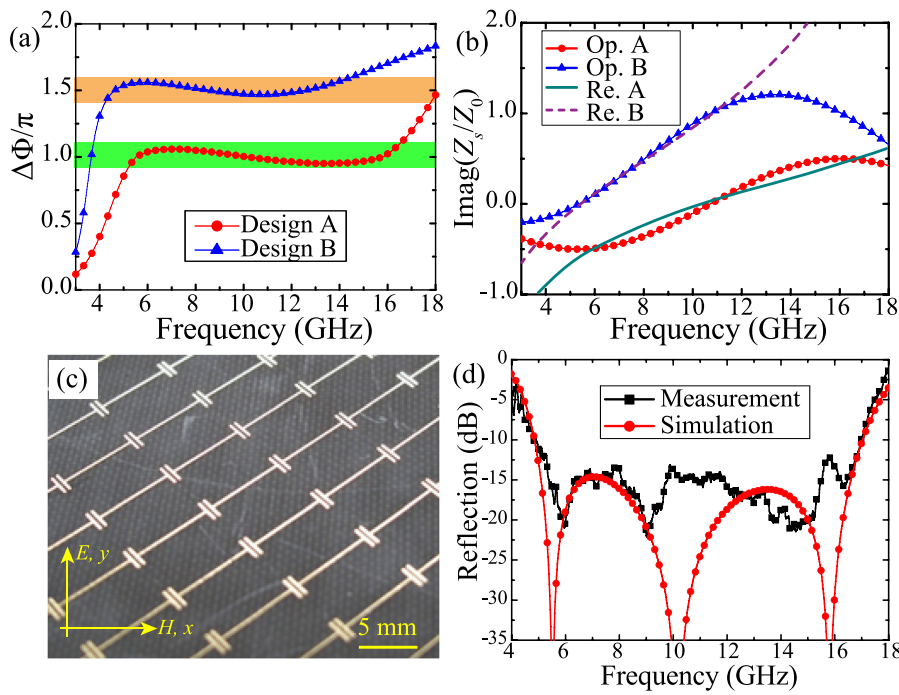 (a)
ΔΦ/π
2.0
1.5
1.0
0.5
0.0
Design A
Design B
4 6 8 10 12 14 16 18
Frequency (GHz)
(b)
Imag(Zs/Z0)
2.0
1.0
0.0
-1.0
Op. A
Op. B
Re. A
Re. B
4 6 8 10 12 14 16 18
Frequency (GHz)
(c)
E, y
H, x
5 mm
(d)
Reflection (dB)
0
-5
-10
-15
-20
-25
-30
-35
Measurement
Simulation
4 6 8 10 12 14 16 18
Frequency (GHz)